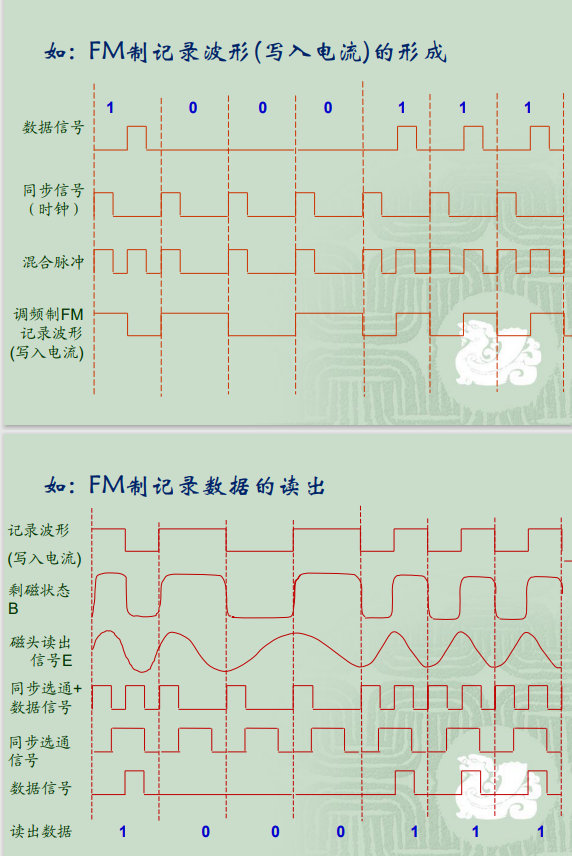 如：FM制记录波形(写入电流)的形成
1 0 0 0 1 1 1
数据信号
同步信号
（时钟）
混合脉冲
调频制FM
记录波形
(写入电流)
如：FM制记录数据的读出
记录波形
(写入电流)
剩磁状态
B
磁头读出
信号E
同步选通+
数据信号
同步选通
信号
数据信号
读出数据 1 0 0 0 1 1 1